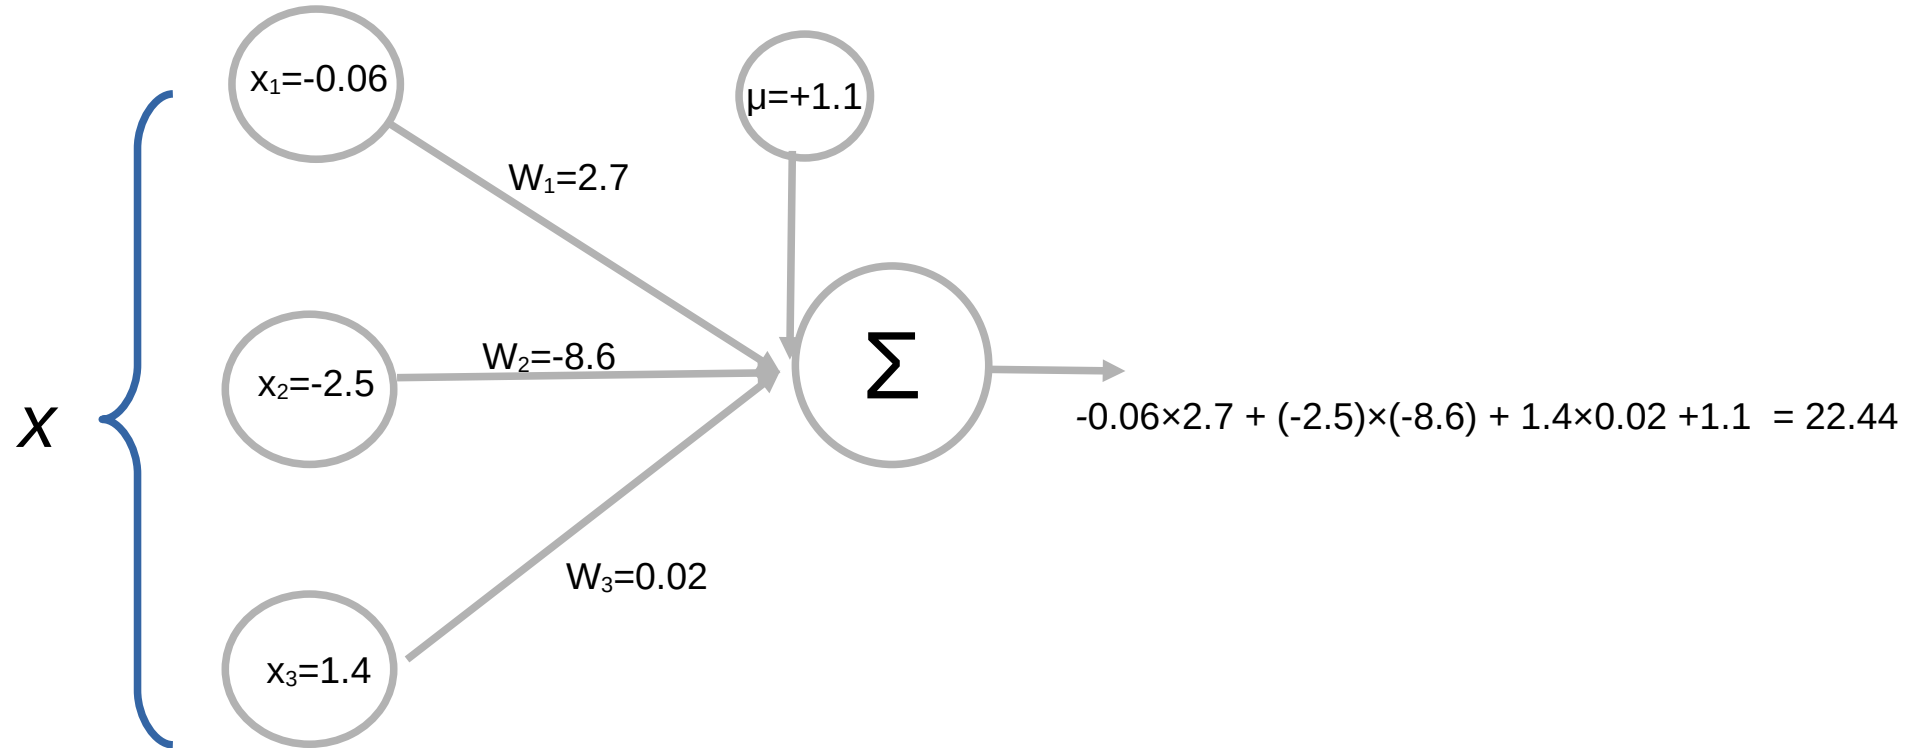 x₁=-0.06
μ=+1.1
W₁=2.7
W₂=-8.6
x₂=-2.5
Σ
x
-0.06×2.7 + (-2.5)×(-8.6) + 1.4×0.02 +1.1 = 22.44
W₃=0.02
x₃=1.4